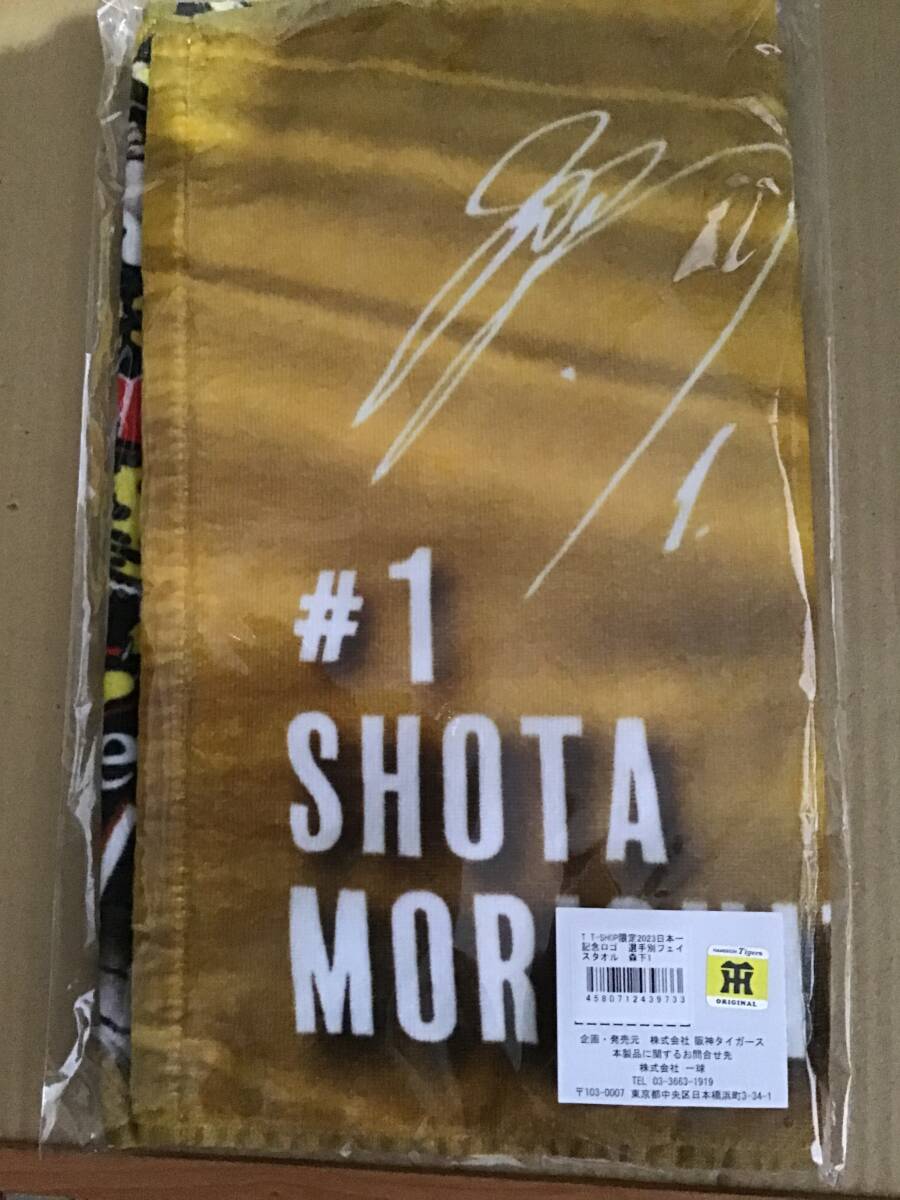 1.
#1
SHOTA
MOR
T T-SHOP限定2023日本一
記念ロゴ 選手別フェイ
スタオル 森下1
4580712439733
HANSHIN Tigers
ORIGINAL
企画・発売元 株式会社 阪神タイガース
本製品に関するお問合せ先
株式会社 一球
TEL 03-3663-1919
〒103-0007 東京都中央区日本橋浜町3-34-1